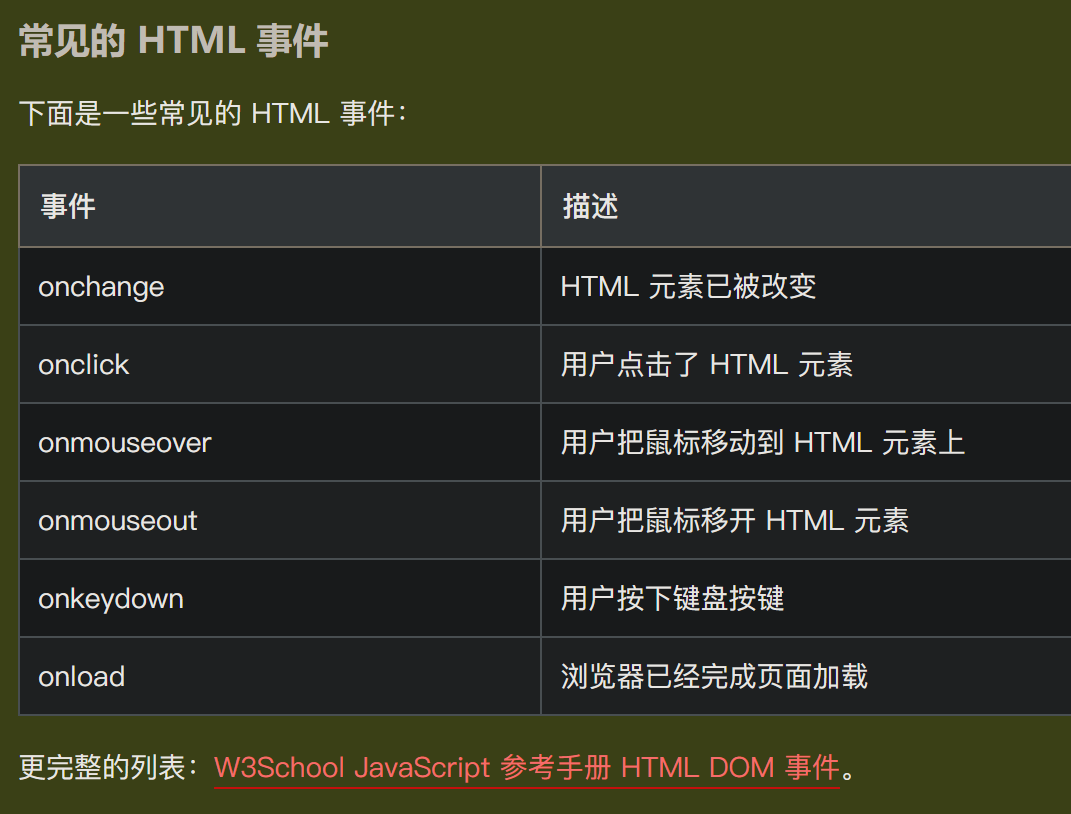 常见的 HTML 事件
下面是一些常见的 HTML 事件：
事件 描述
onchange HTML 元素已被改变
onclick 用户点击了 HTML 元素
onmouseover 用户把鼠标移动到 HTML 元素上
onmouseout 用户把鼠标移开 HTML 元素
onkeydown 用户按下键盘按键
onload 浏览器已经完成页面加载
更完整的列表：W3School JavaScript 参考手册 HTML DOM 事件。